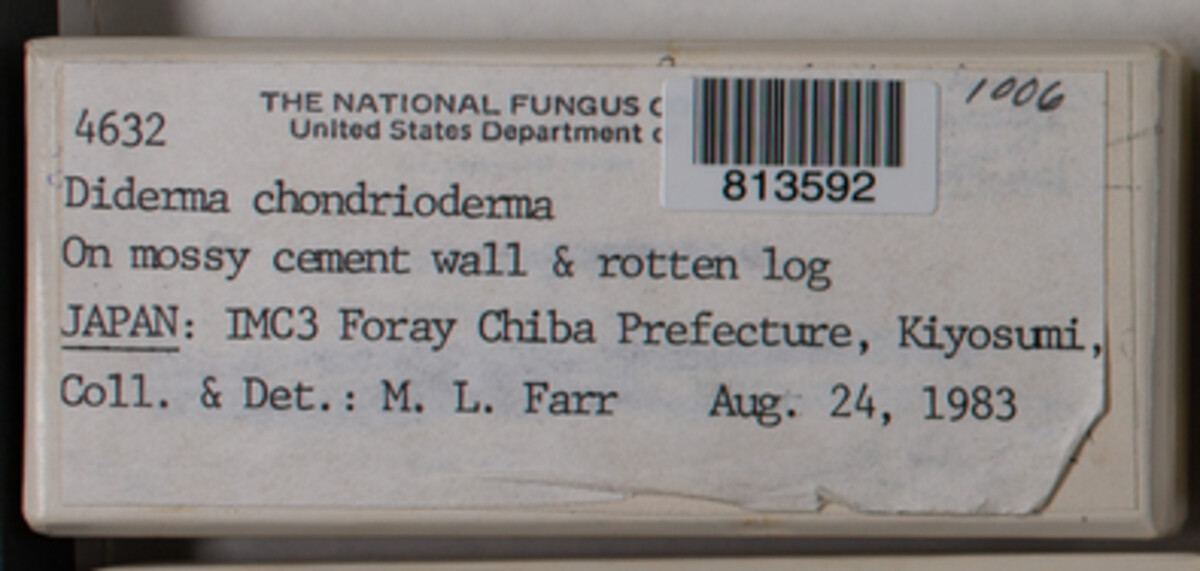 THE NATIONAL FUNGUS
United States Department
813592
1006
4632
Diderma chondrioderma
On mossy cement wall & rotten log
JAPAN: IMC3 Foray Chiba Prefecture, Kiyosumi,
Coll. & Det.: M. L. Farr Aug. 24, 1983